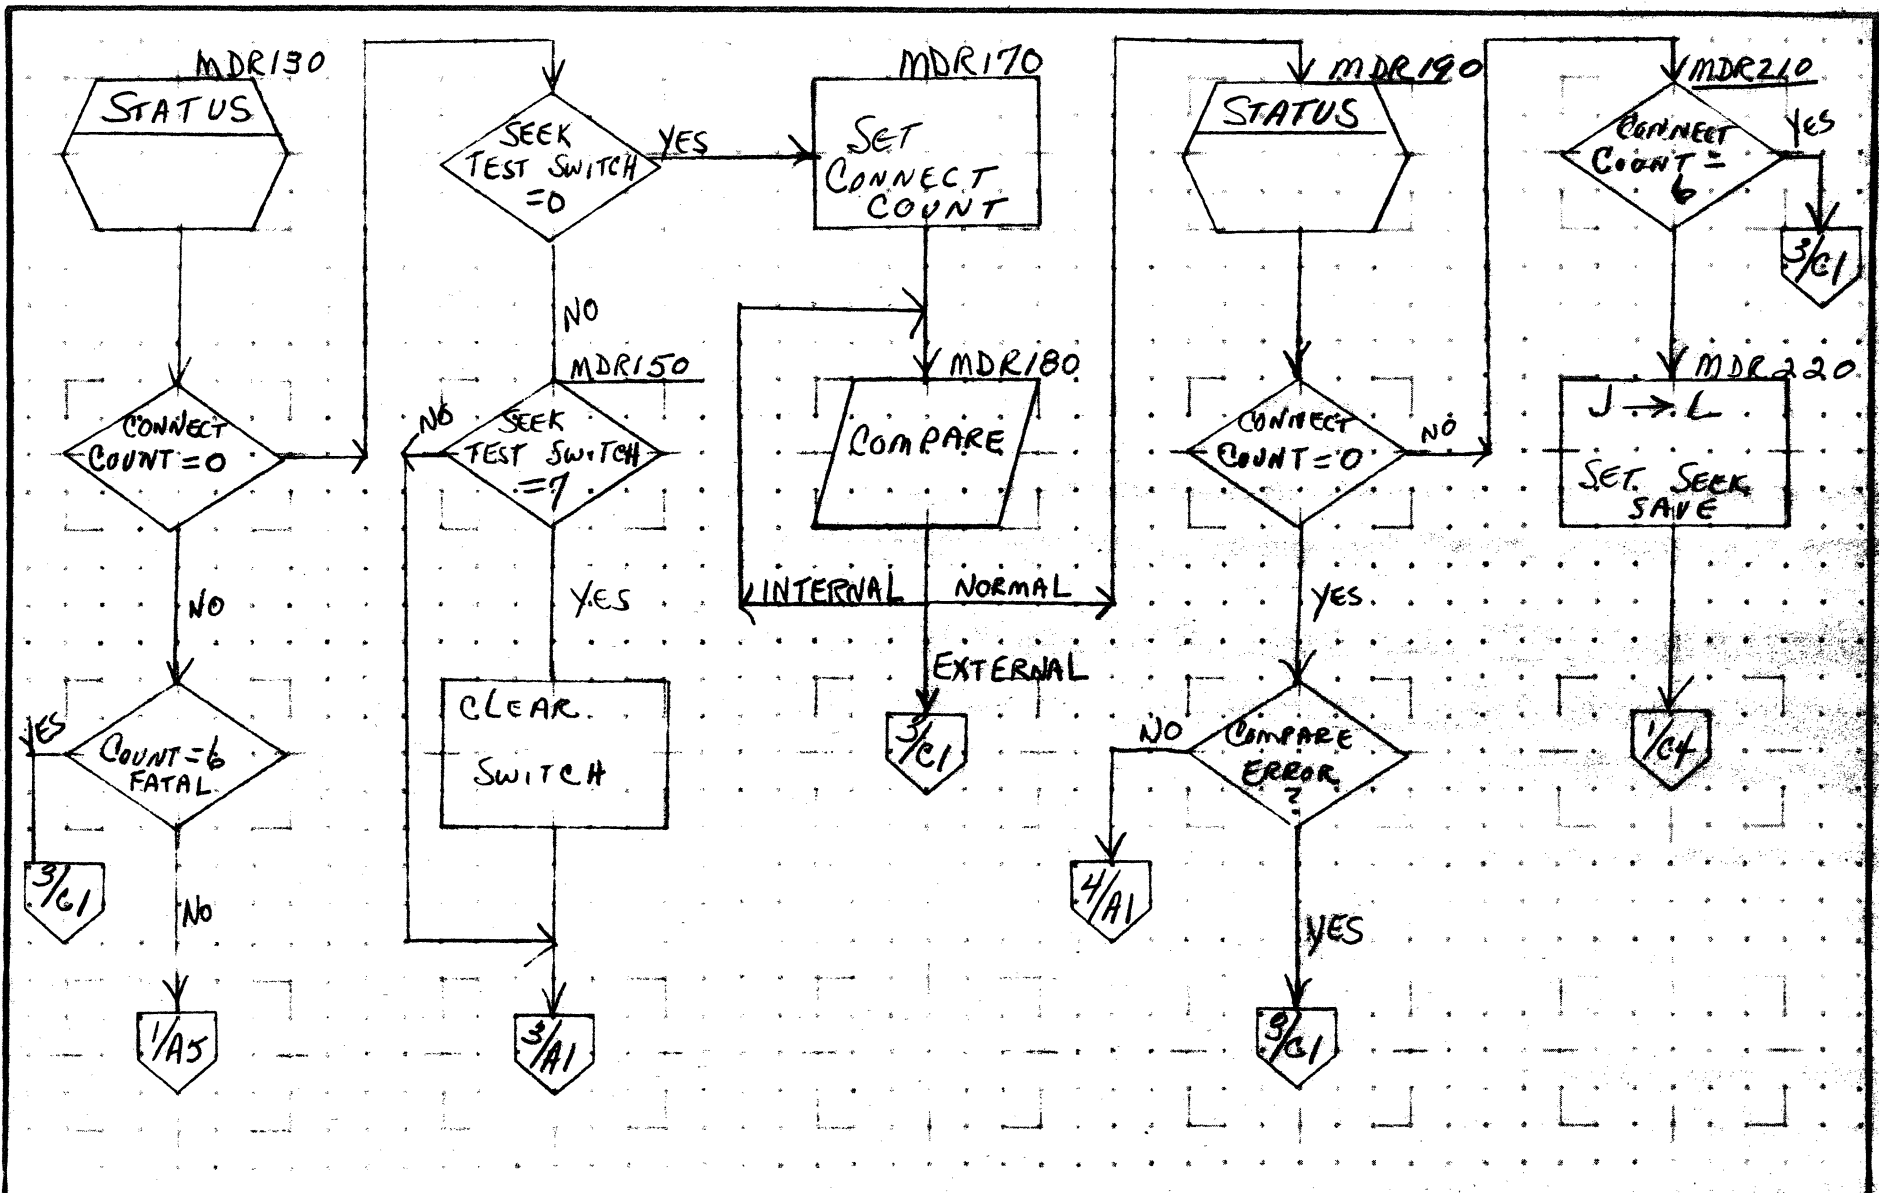 MDR130
STATUS
CONNECT
COUNT=0
NO
YES
COUNT=6
FATAL
3/C1
NO
1/A5
SEEK
TEST SWITCH
=0
YES
NO
MDR150
NO
SEEK
TEST SWITCH
=7
YES
CLEAR
SWITCH
3/A1
MDR170
SET
CONNECT
COUNT
MDR180
COMPARE
INTERNAL
NORMAL
EXTERNAL
3/C1
MDR190
STATUS
CONNECT
COUNT=0
NO
YES
NO
COMPARE
ERROR
?
4/A1
YES
3/C1
MDR210
CONNECT
COUNT =
6
YES
3/C1
MDR220
J → L
SET SEEK
SAVE
1/C4